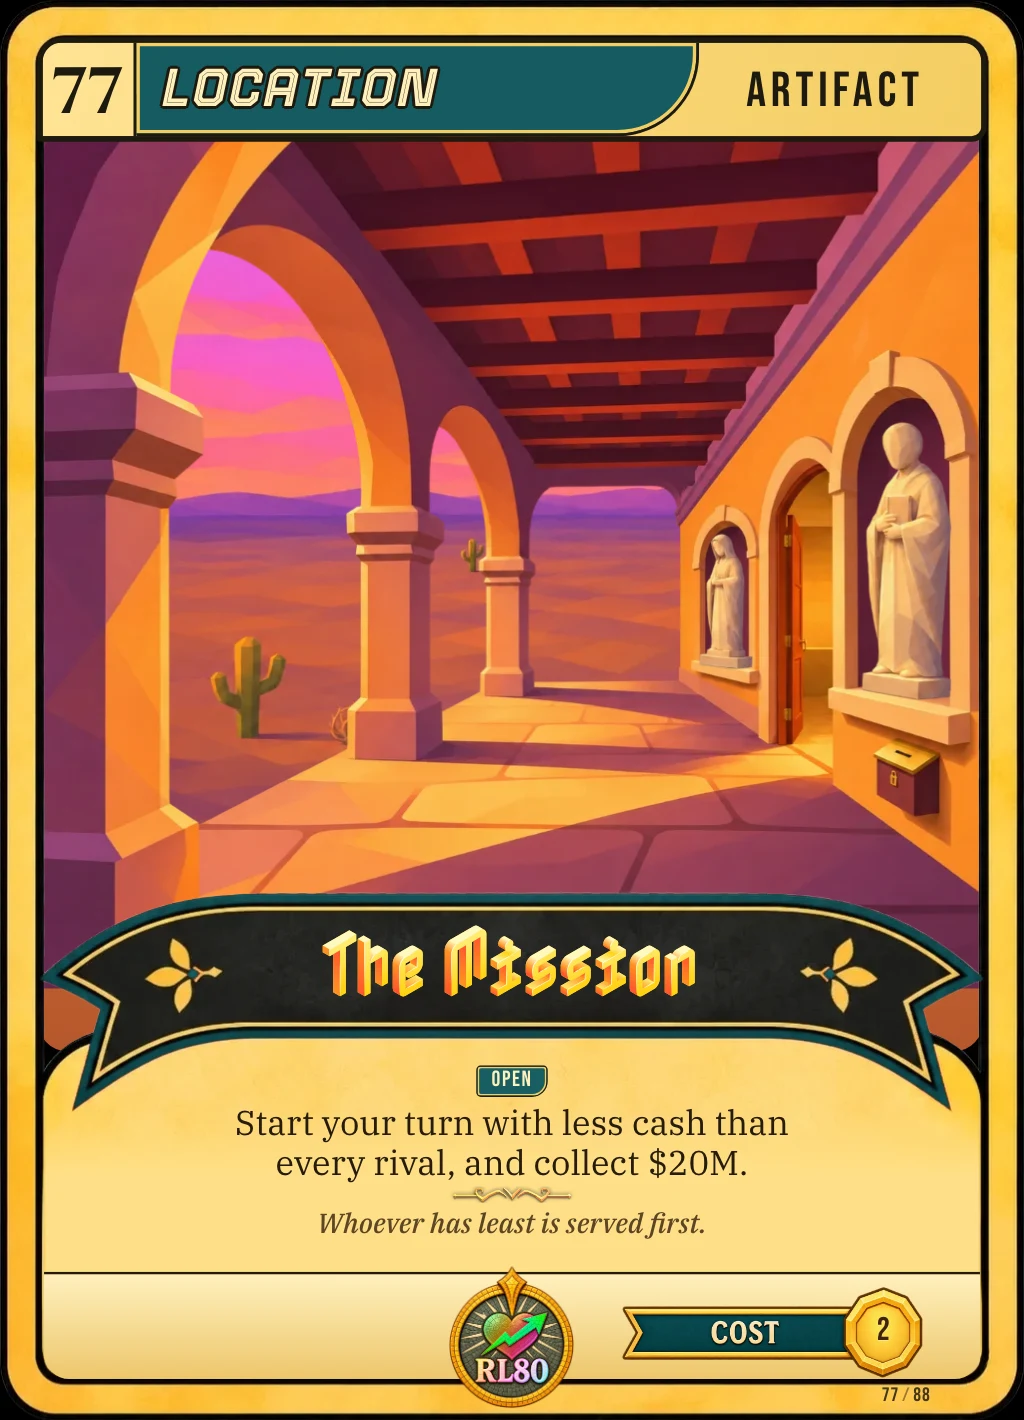 77
LOCATION
ARTIFACT
The Mission
OPEN
Start your turn with less cash than
every rival, and collect $20M.
Whoever has least is served first.
RL80
COST
2
77 / 88